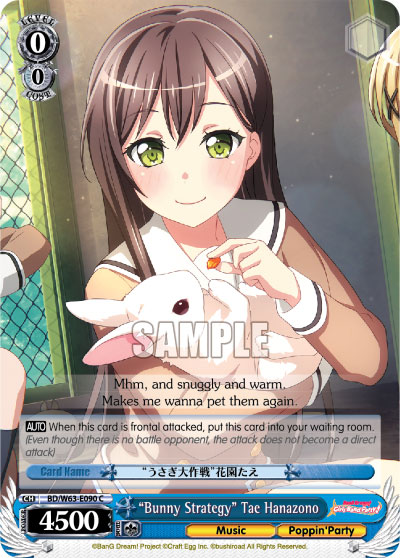 LEVEL
0
0
COST
SAMPLE
Mhm, and snuggly and warm.
Makes me wanna pet them again.
AUTO When this card is frontal attacked, put this card into your waiting room.
(Even though there is no battle opponent, the attack does not become a direct
attack)
Card Name
“うさぎ大作戦”花園たえ
CH BD/W63-E090 C
POWER
4500
“Bunny Strategy” Tae Hanazono
Music
Poppin'Party
©BanG Dream! Project ©Craft Egg Inc. ©bushiroad All Rights Reserved.